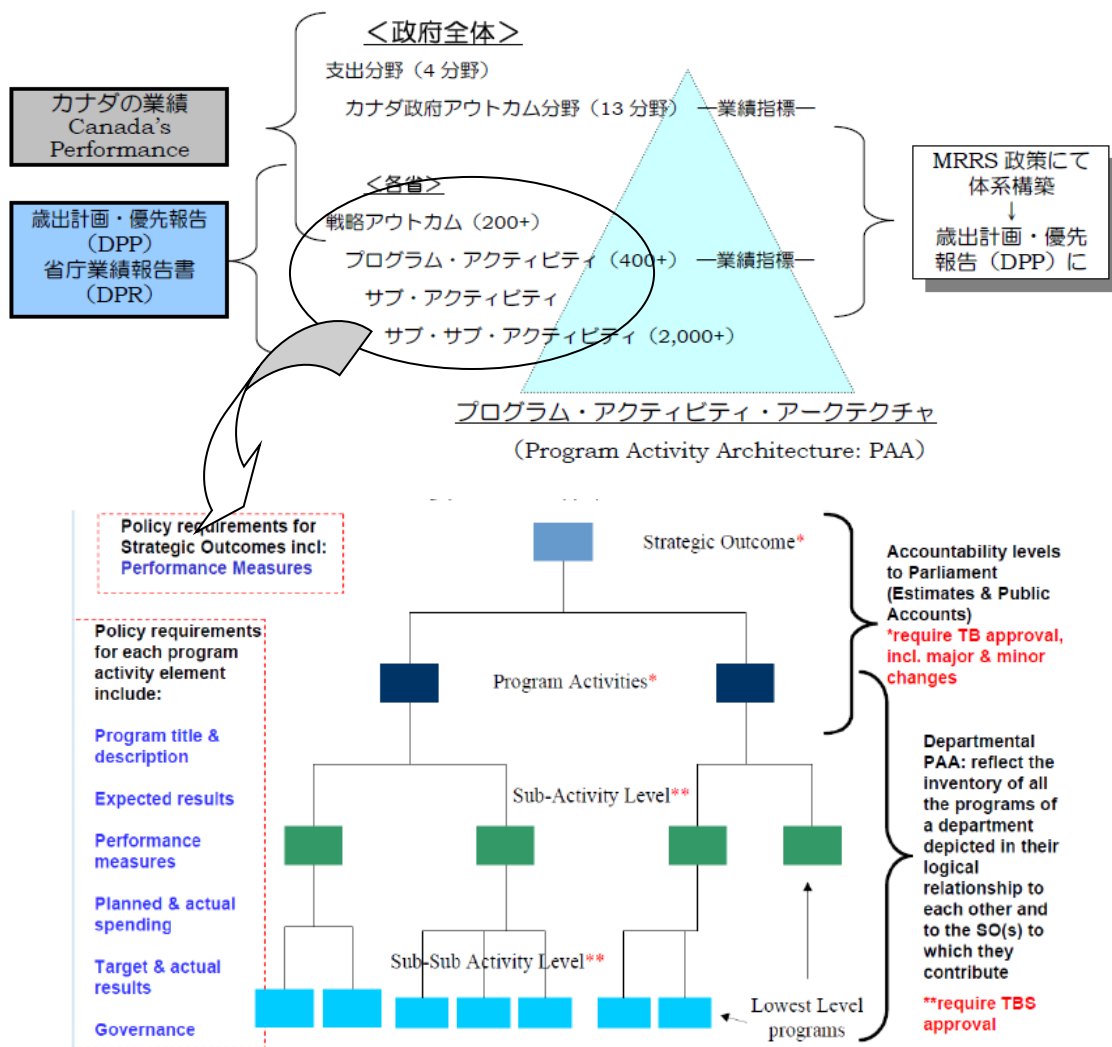 ＜政府全体＞
支出分野（4 分野）
カナダ政府アウトカム分野（13 分野） ―業績指標―
カナダの業績
Canada's
Performance
＜各省＞
戦略アウトカム（200+）
プログラム・アクティビティ（400+） ―業績指標―
サブ・アクティビティ
サブ・サブ・アクティビティ（2,000+）
歳出計画・優先報告
（DPP）
省庁業績報告書
（DPR）
MRRS 政策にて
体系構築
↓
歳出計画・優先
報告（DPP）に
プログラム・アクティビティ・アークテクチャ
（Program Activity Architecture: PAA）
Policy requirements for
Strategic Outcomes incl:
Performance Measures
Policy requirements
for each program
activity element
include:
Program title &
description
Expected results
Performance
measures
Planned & actual
spending
Target & actual
results
Governance
Strategic Outcome*
Program Activities*
Sub-Activity Level**
Sub-Sub Activity Level**
Lowest Level
programs
Accountability levels
to Parliament
(Estimates & Public
Accounts)
*require TB approval,
incl. major & minor
changes
Departmental
PAA: reflect the
inventory of all
the programs of
a department
depicted in their
logical
relationship to
each other and
to the SO(s) to
which they
contribute
**require TBS
approval